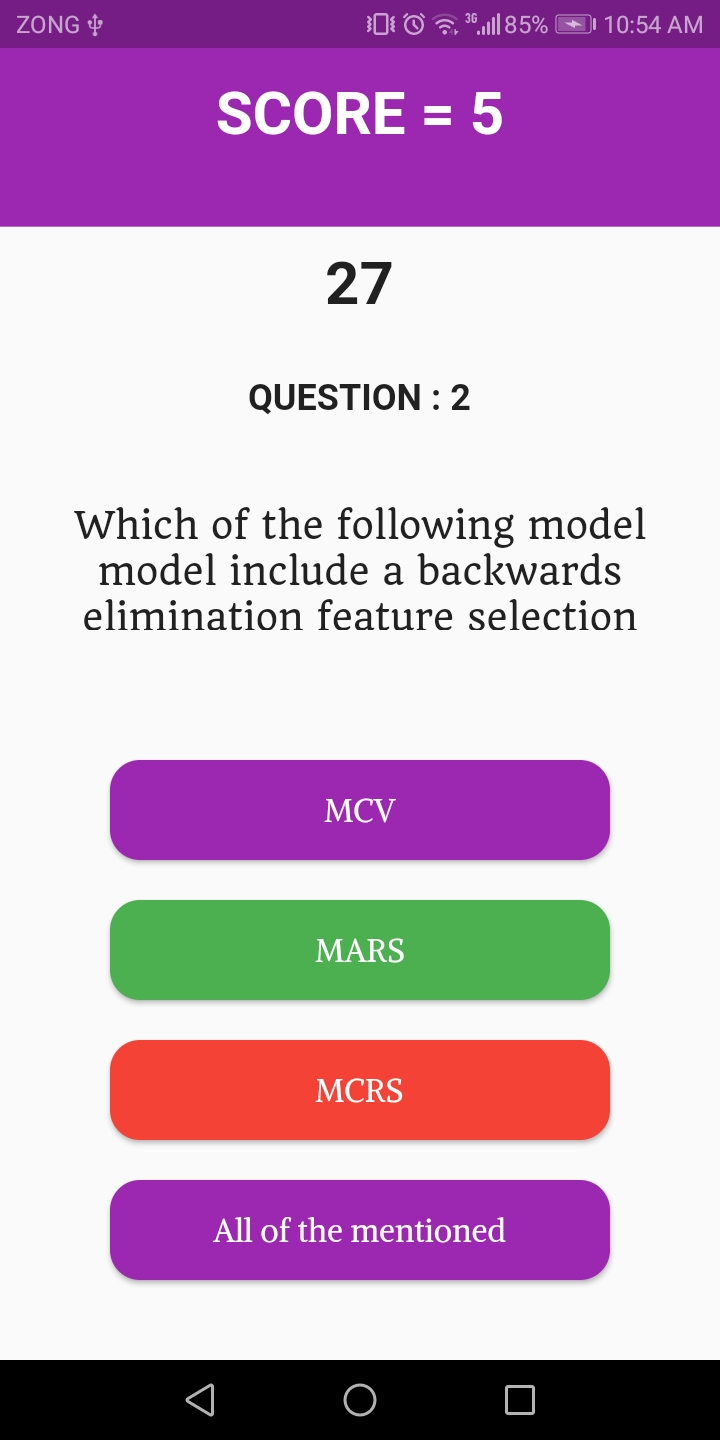 ZONG 3G 85% 10:54 AM
SCORE = 5
27
QUESTION : 2
Which of the following model
model include a backwards
elimination feature selection
MCV
MARS
MCRS
All of the mentioned